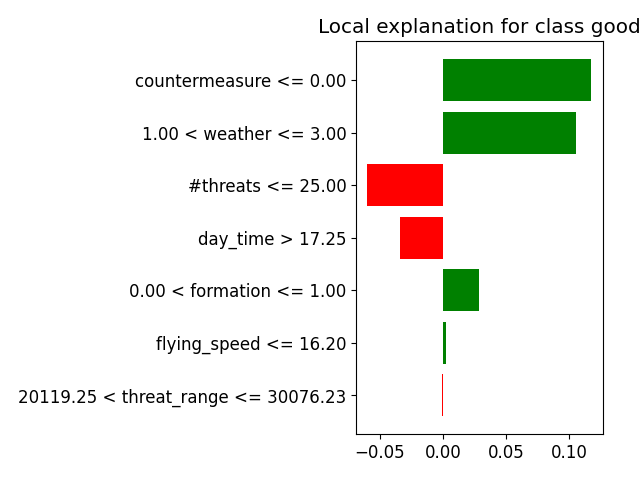 Local explanation for class good
countermeasure <= 0.00
1.00 < weather <= 3.00
#threats <= 25.00
day_time > 17.25
0.00 < formation <= 1.00
flying_speed <= 16.20
20119.25 < threat_range <= 30076.23
−0.05 0.00 0.05 0.10